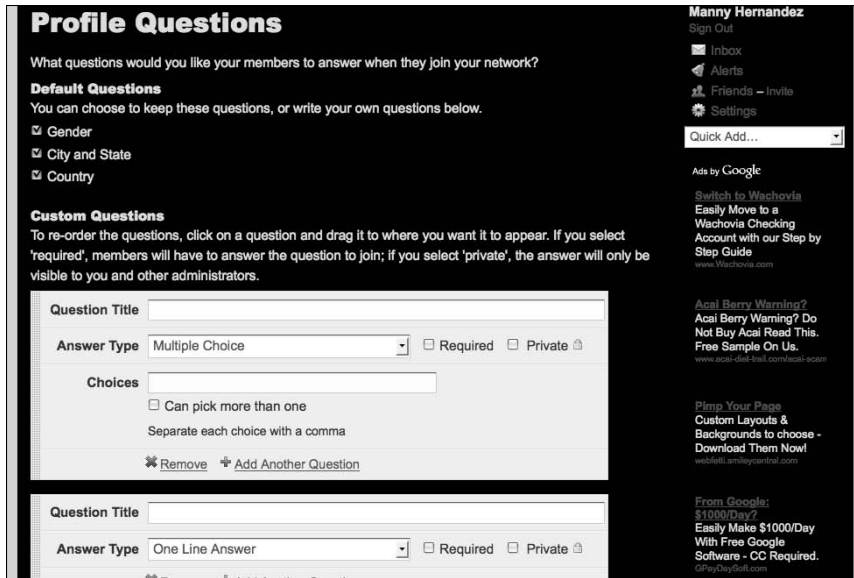 Profile Questions
What questions would you like your members to answer when they join your network?
Default Questions
You can choose to keep these questions, or write your own questions below.
Gender
City and State
Country
Custom Questions
To re-order the questions, click on a question and drag it to where you want it to appear. If you select
'required', members will have to answer the question to join; if you select 'private', the answer will only be
visible to you and other administrators.
Question Title
Answer Type Multiple Choice Required Private
Choices
Can pick more than one
Separate each choice with a comma
Remove Add Another Question
Question Title
Answer Type One Line Answer Required Private
Manny Hernandez
Sign Out
Inbox
Alerts
Friends – Invite
Settings
Quick Add...
Ads by Google
Switch to Wachovia
Easily Move to a
Wachovia Checking
Account with our Step by
Step Guide
www.Wachovia.com
Acai Berry Warning?
Acai Berry Warning? Do
Not Buy Acai Read This.
Free Sample On Us.
www.acai-diet-trail.com/acai-scam
Pimp Your Page
Custom Layouts &
Backgrounds to choose -
Download Them Now!
webfetti.smileycentral.com
From Google:
$1000/Day?
Easily Make $1000/Day
With Free Google
Software - CC Required.
GPayDaySoft.com